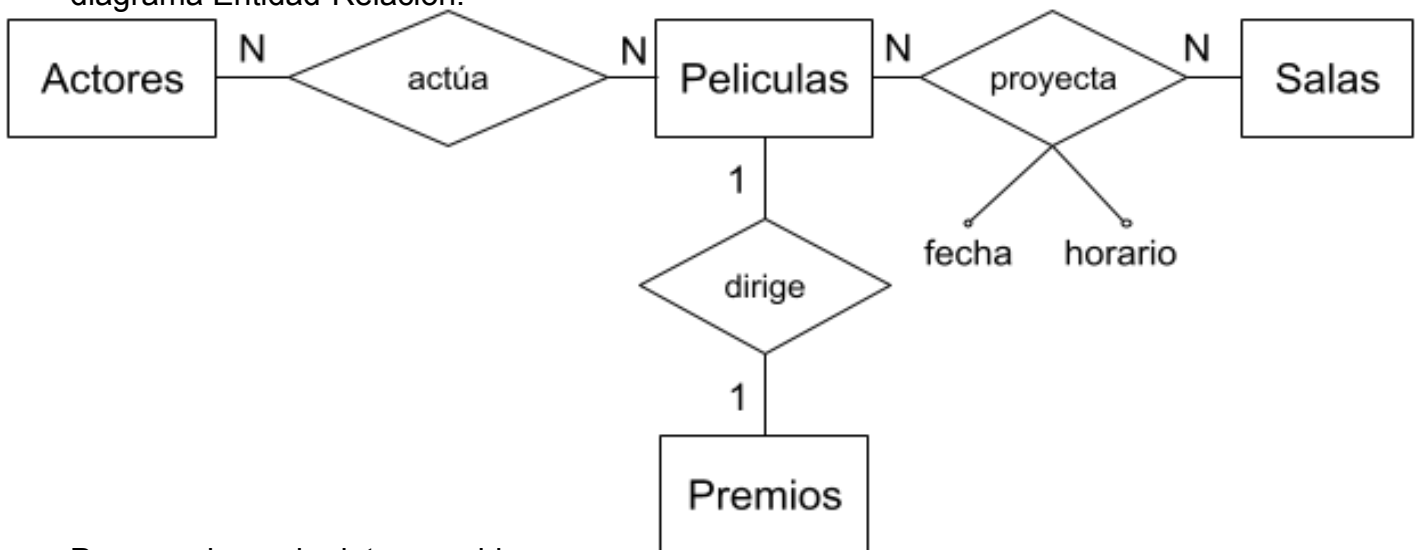 diagrama Entidad-Relación:
Actores N actúa N Peliculas N proyecta N Salas
1
fecha horario
dirige
1
Premios